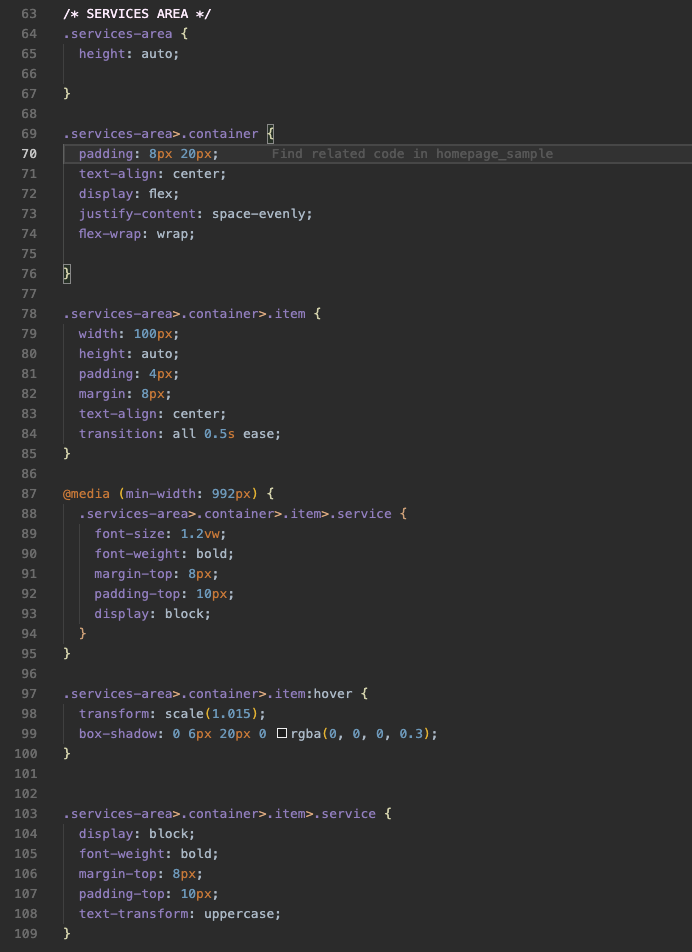 63 /* SERVICES AREA */
64 .services-area {
65 height: auto;
66
67 }
68
69 .services-area>.container {
70 padding: 8px 20px; Find related code in homepage_sample
71 text-align: center;
72 display: flex;
73 justify-content: space-evenly;
74 flex-wrap: wrap;
75
76 }
77
78 .services-area>.container>.item {
79 width: 100px;
80 height: auto;
81 padding: 4px;
82 margin: 8px;
83 text-align: center;
84 transition: all 0.5s ease;
85 }
86
87 @media (min-width: 992px) {
88 .services-area>.container>.item>.service {
89 font-size: 1.2vw;
90 font-weight: bold;
91 margin-top: 8px;
92 padding-top: 10px;
93 display: block;
94 }
95 }
96
97 .services-area>.container>.item:hover {
98 transform: scale(1.015);
99 box-shadow: 0 6px 20px 0 rgba(0, 0, 0, 0.3);
100 }
101
102
103 .services-area>.container>.item>.service {
104 display: block;
105 font-weight: bold;
106 margin-top: 8px;
107 padding-top: 10px;
108 text-transform: uppercase;
109 }